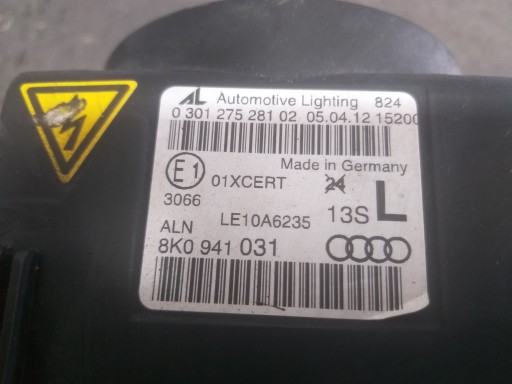 AL Automotive Lighting 824
0 301 275 281 02 05.04.12 15200
Made in Germany
E1 01XCERT 24
3066 LE10A6235 13S L
ALN
8K0 941 031